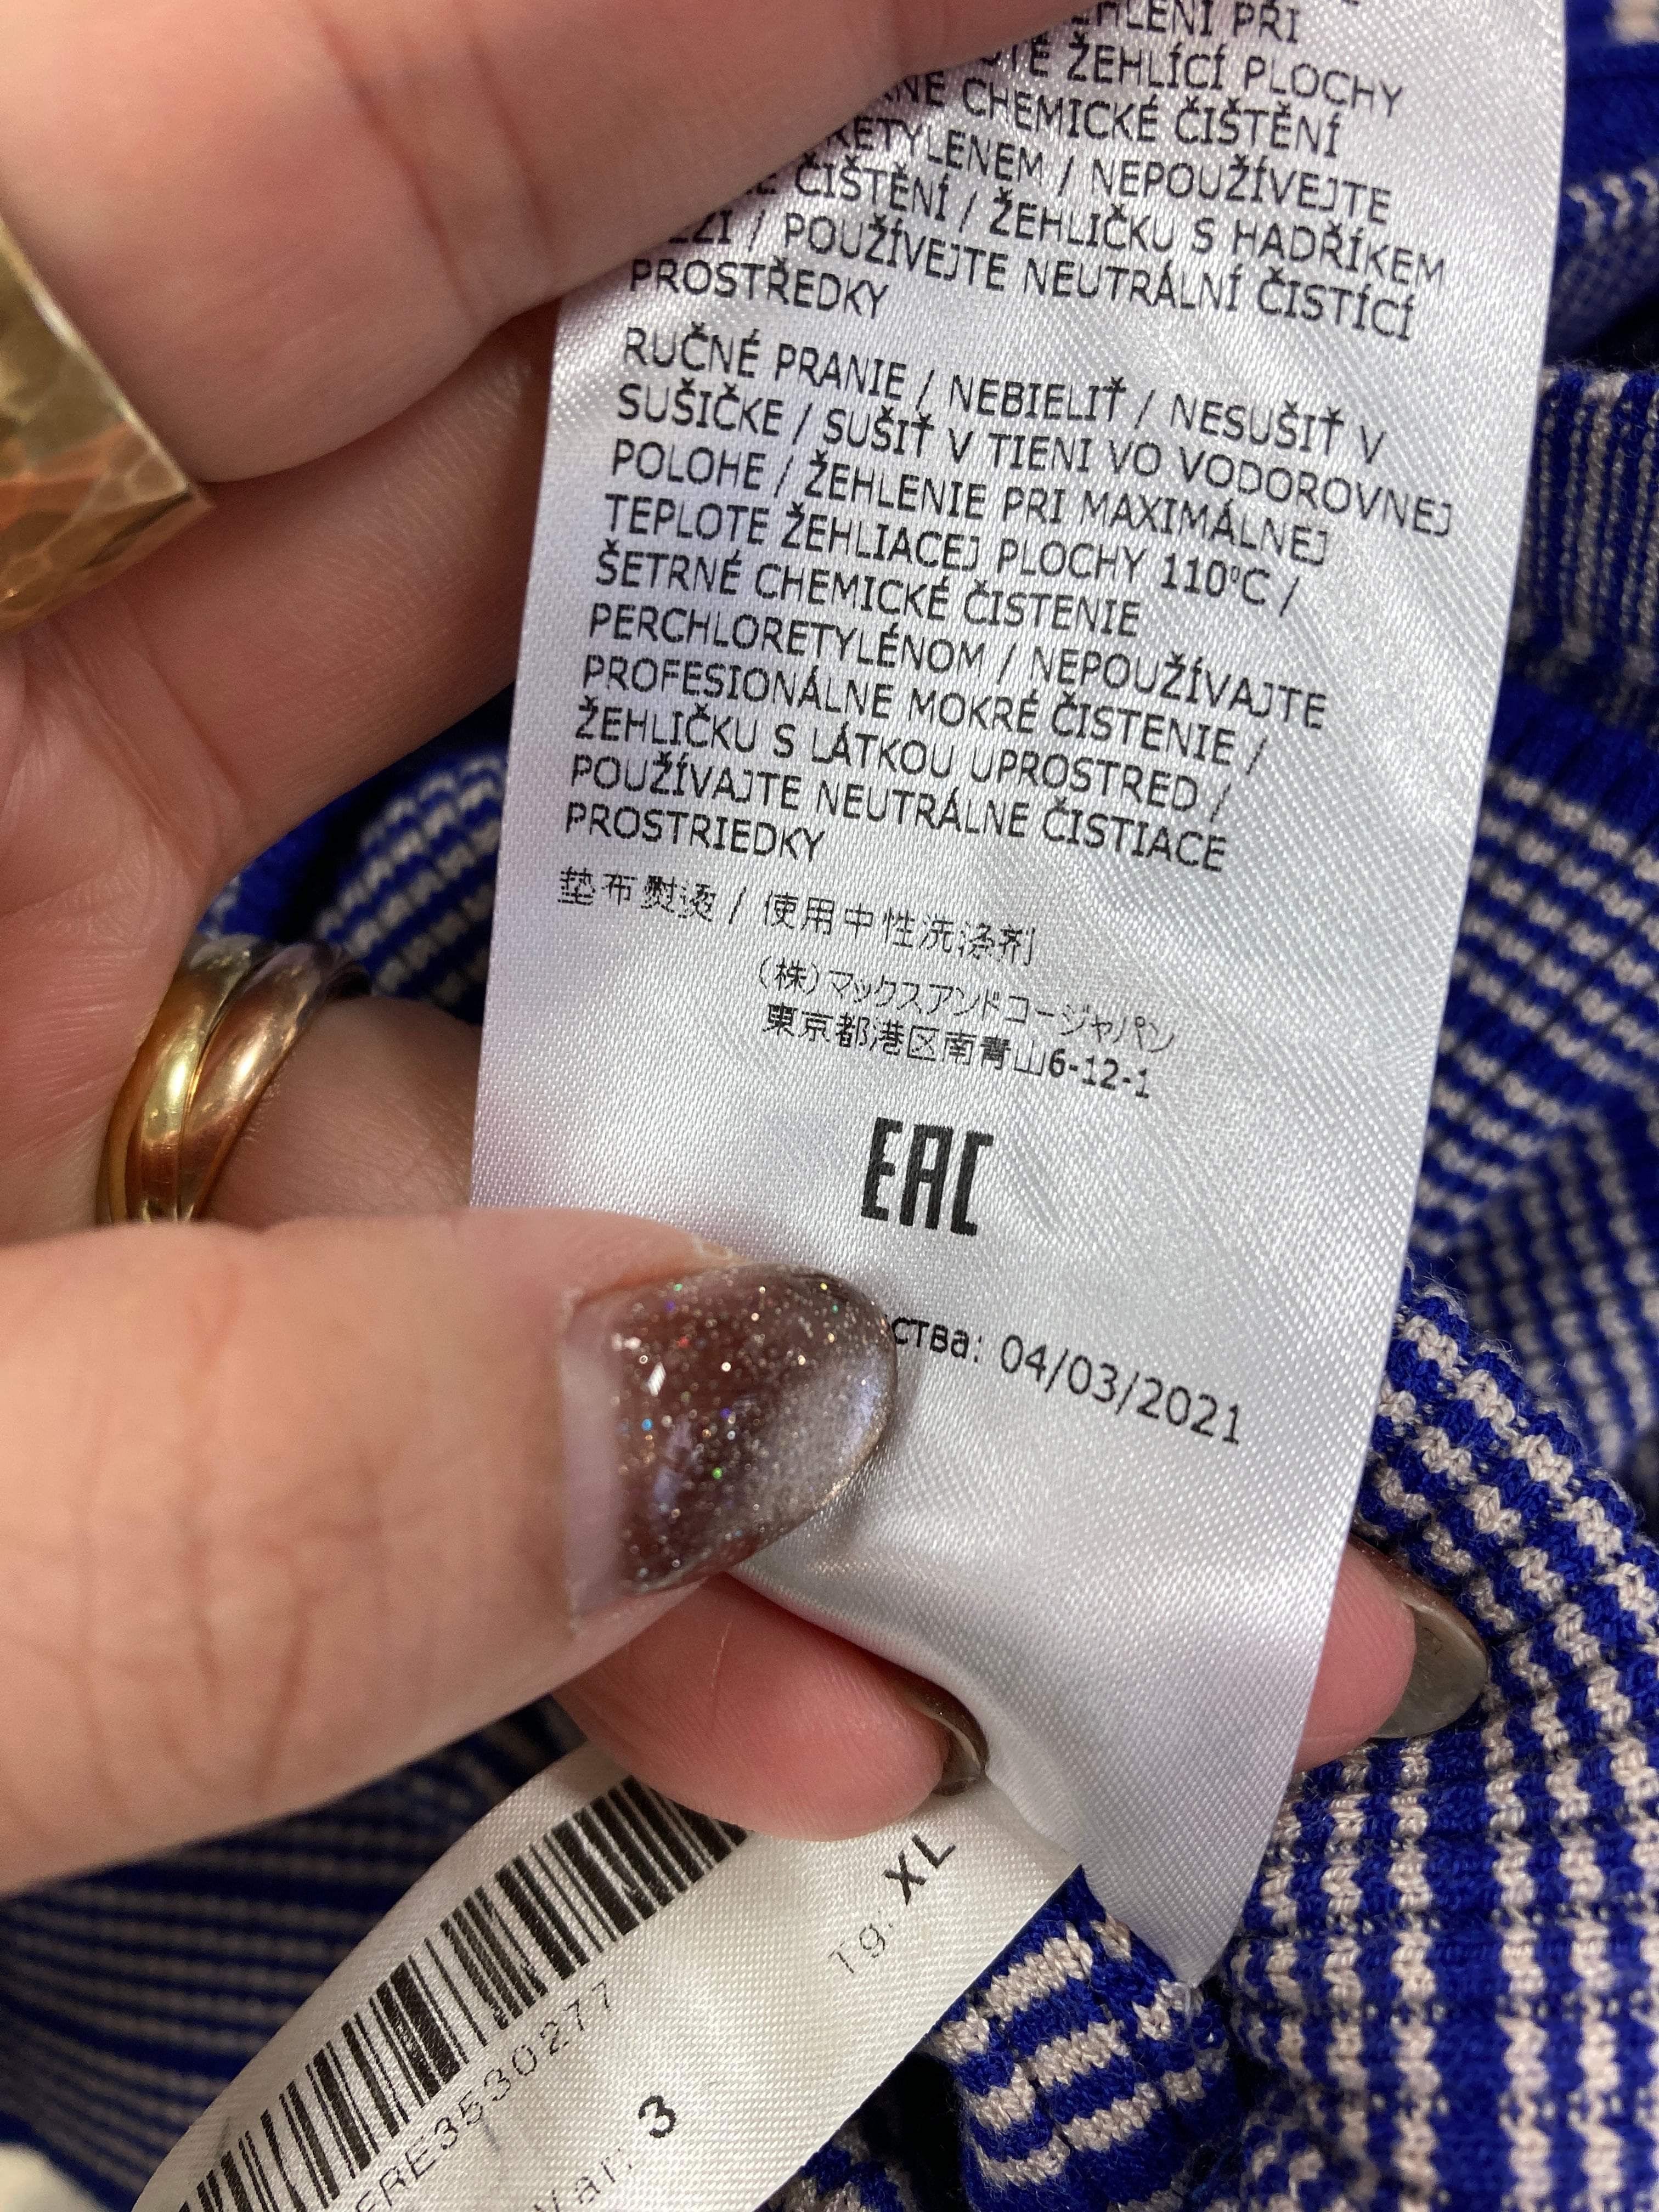 PŘI
ŽEHLÍCÍ PLOCHY
CHEMICKÉ ČIŠTĚNÍ
/ NEPOUŽÍVEJTE
ČIŠTĚNÍ / ŽEHLIČKU S HADŘÍKEM
/ POUŽÍVEJTE NEUTRÁLNÍ ČISTÍCÍ
PROSTŘEDKY
RUČNÉ PRANIE / NEBIELIŤ / NESUŠIŤ V
SUŠIČKE / SUŠIŤ V TIENI VO VODOROVNEJ
POLOHE / ŽEHLENIE PRI MAXIMÁLNEJ
TEPLOTE ŽEHLIACEJ PLOCHY 110°C /
ŠETRNÉ CHEMICKÉ ČISTENIE
PERCHLORETYLÉNOM / NEPOUŽÍVAJTE
PROFESIONÁLNE MOKRÉ ČISTENIE /
ŽEHLIČKU S LÁTKOU UPROSTRED /
POUŽÍVAJTE NEUTRÁLNE ČISTIACE
PROSTRIEDKY
垫布熨烫 / 使用中性洗涤剂
(株)マックスアンドコージャパン
東京都港区南青山6-12-1
EAC
04/03/2021
Tg: XL
3